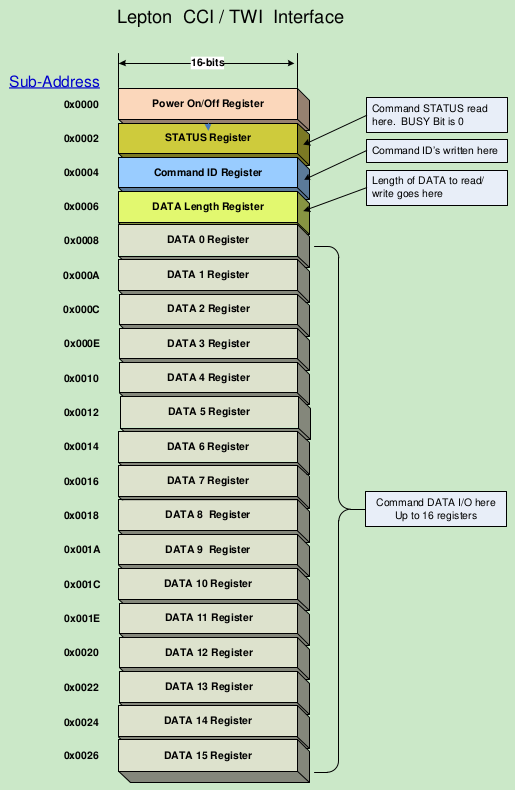 Lepton CCI / TWI Interface
16-bits
Sub-Address
0x0000 Power On/Off Register
Command STATUS read
here. BUSY Bit is 0
0x0002 STATUS Register
Command ID's written here
0x0004 Command ID Register
Length of DATA to read/
write goes here
0x0006 DATA Length Register
0x0008 DATA 0 Register
0x000A DATA 1 Register
0x000C DATA 2 Register
0x000E DATA 3 Register
0x0010 DATA 4 Register
0x0012 DATA 5 Register
0x0014 DATA 6 Register
0x0016 DATA 7 Register
Command DATA I/O here
Up to 16 registers
0x0018 DATA 8 Register
0x001A DATA 9 Register
0x001C DATA 10 Register
0x001E DATA 11 Register
0x0020 DATA 12 Register
0x0022 DATA 13 Register
0x0024 DATA 14 Register
0x0026 DATA 15 Register